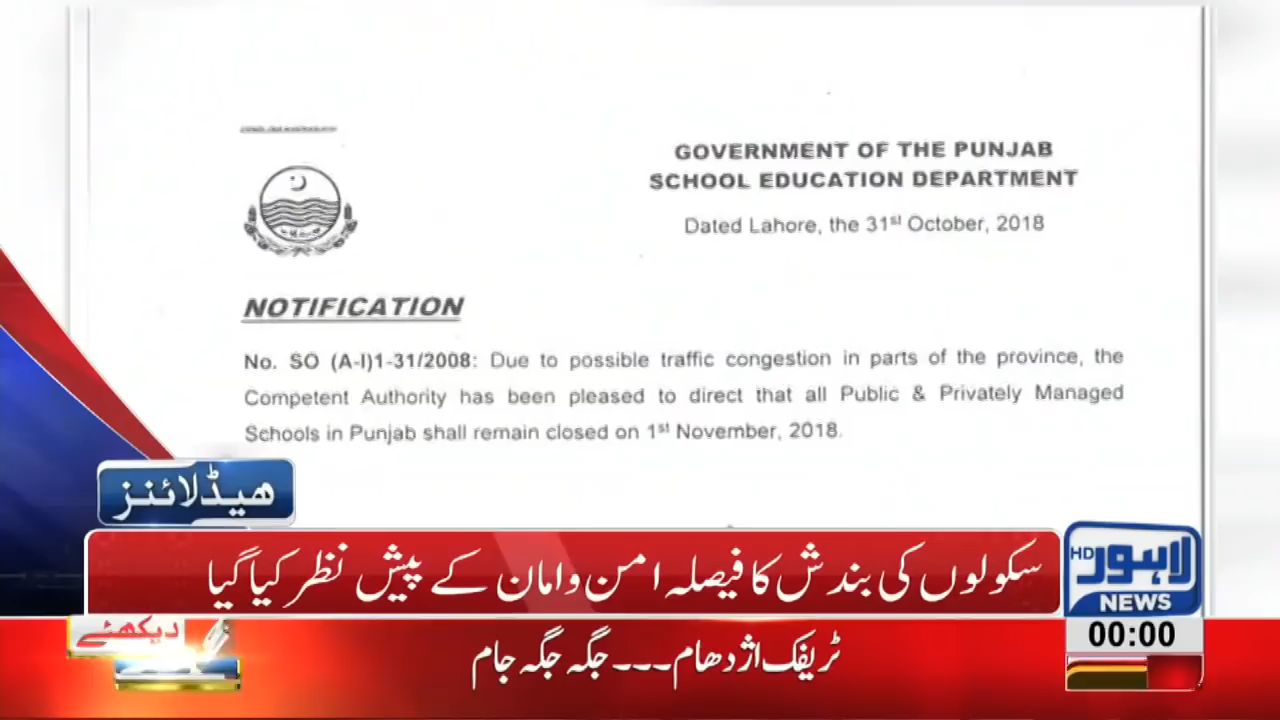 GOVERNMENT OF THE PUNJAB
SCHOOL EDUCATION DEPARTMENT
Dated Lahore, the 31st October, 2018
NOTIFICATION
No. SO (A-I)1-31/2008: Due to possible traffic congestion in parts of the province, the
Competent Authority has been pleased to direct that all Public & Privately Managed
Schools in Punjab shall remain closed on 1st November, 2018.
ھیڈلائنز
سکولوں کی بندش کا فیصلہ امن و امان کے پیش نظر کیا گیا
HD لاہور
NEWS
00:00
دیکھئے
ٹریفک اژدھام۔۔۔جگہ جگہ جام